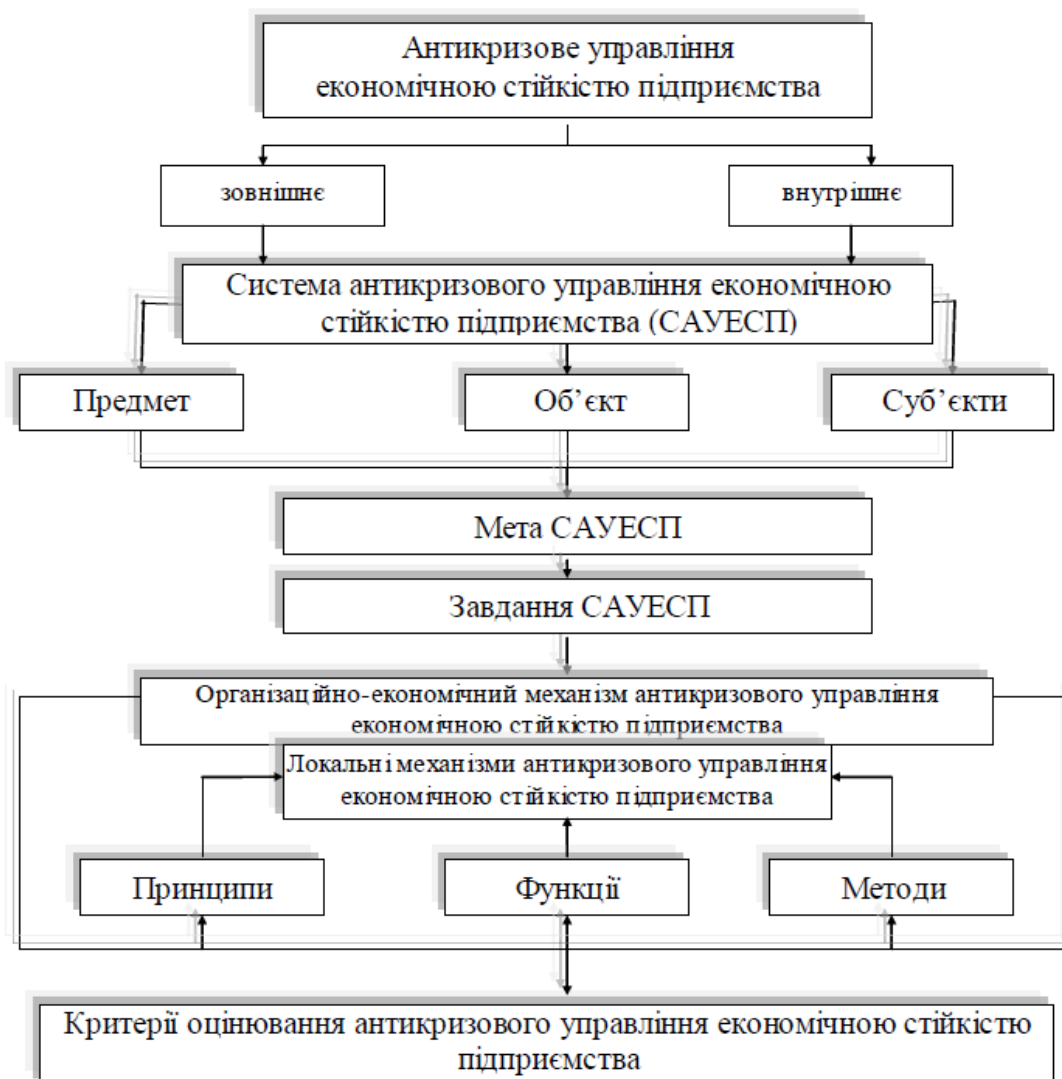 Антикризове управління
економічною стійкістю підприємства
зовнішнє
внутрішнє
Система антикризового управління економічною
стійкістю підприємства (САУЕСП)
Предмет
Об’єкт
Суб’єкти
Мета САУЕСП
Завдання САУЕСП
Організаційно-економічний механізм антикризового управління
економічною стійкістю підприємства
Локальні механізми антикризового управління
економічною стійкістю підприємства
Принципи
Функції
Методи
Критерії оцінювання антикризового управління економічною стійкістю
підприємства